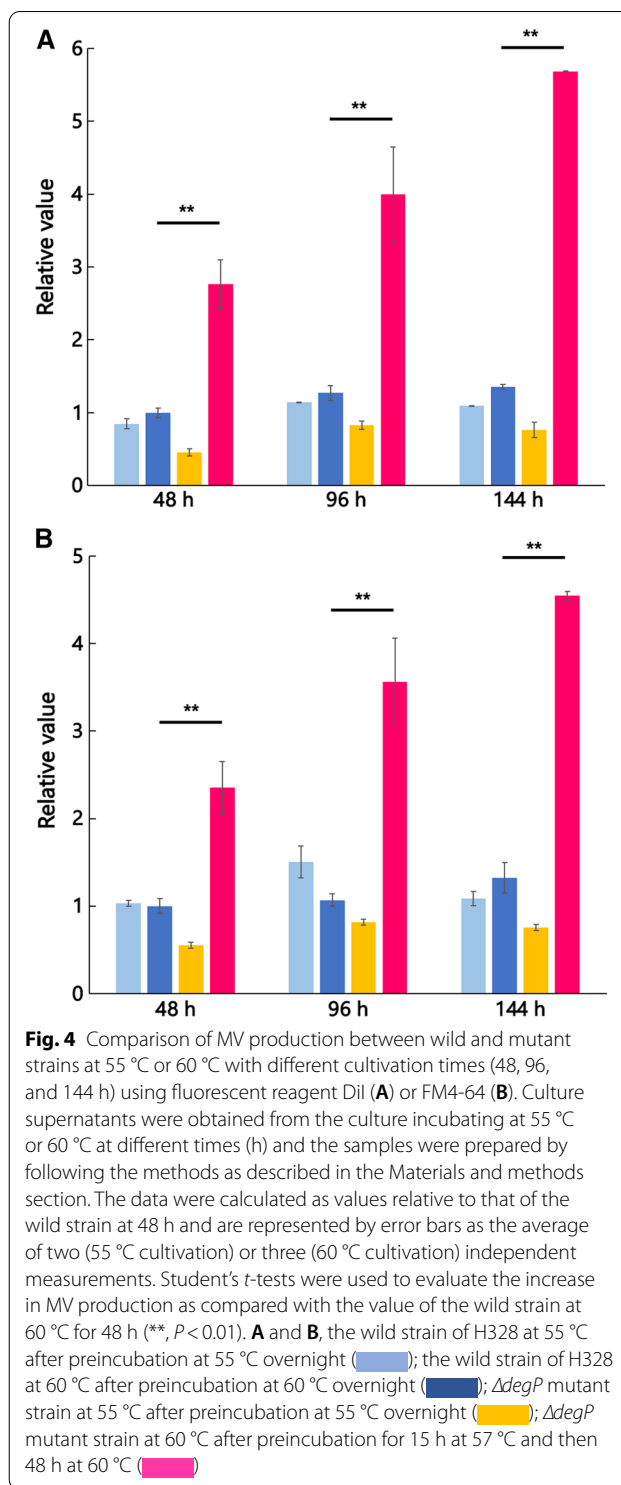 A
Relative value
6
5
4
3
2
1
0
**
**
**
48 h
96 h
144 h
B
Relative value
5
4
3
2
1
0
**
**
**
48 h
96 h
144 h
Fig. 4 Comparison of MV production between wild and mutant
strains at 55 °C or 60 °C with different cultivation times (48, 96,
and 144 h) using fluorescent reagent DiI (A) or FM4-64 (B). Culture
supernatants were obtained from the culture incubating at 55 °C
or 60 °C at different times (h) and the samples were prepared by
following the methods as described in the Materials and methods
section. The data were calculated as values relative to that of the
wild strain at 48 h and are represented by error bars as the average
of two (55 °C cultivation) or three (60 °C cultivation) independent
measurements. Student's t-tests were used to evaluate the increase
in MV production as compared with the value of the wild strain at
60 °C for 48 h (**, P < 0.01). A and B, the wild strain of H328 at 55 °C
after preincubation at 55 °C overnight ( ); the wild strain of H328
at 60 °C after preincubation at 60 °C overnight ( ); ΔdegP mutant
strain at 55 °C after preincubation at 55 °C overnight ( ); ΔdegP
mutant strain at 60 °C after preincubation for 15 h at 57 °C and then
48 h at 60 °C ( )